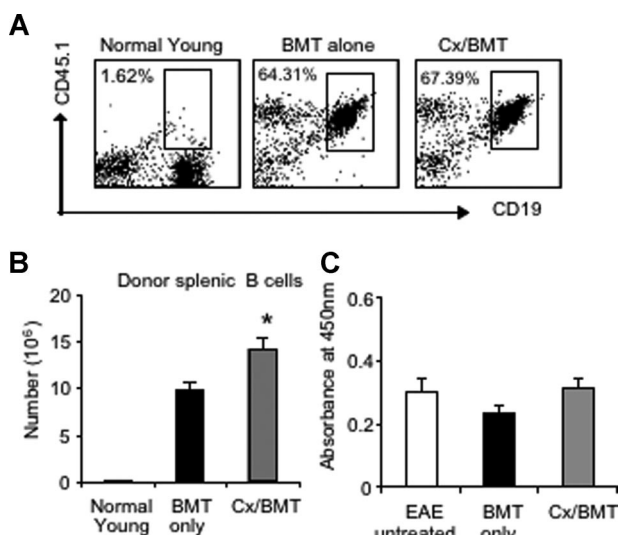 A
Normal Young
BMT alone
Cx/BMT
CD45.1
1.62%
64.31%
67.39%
CD19
B
Donor splenic B cells
Number (10⁶)
20
15
10
5
0
*
Normal Young
BMT only
Cx/BMT
C
Absorbance at 450nm
0.6
0.4
0.2
0
EAE untreated
BMT only
Cx/BMT